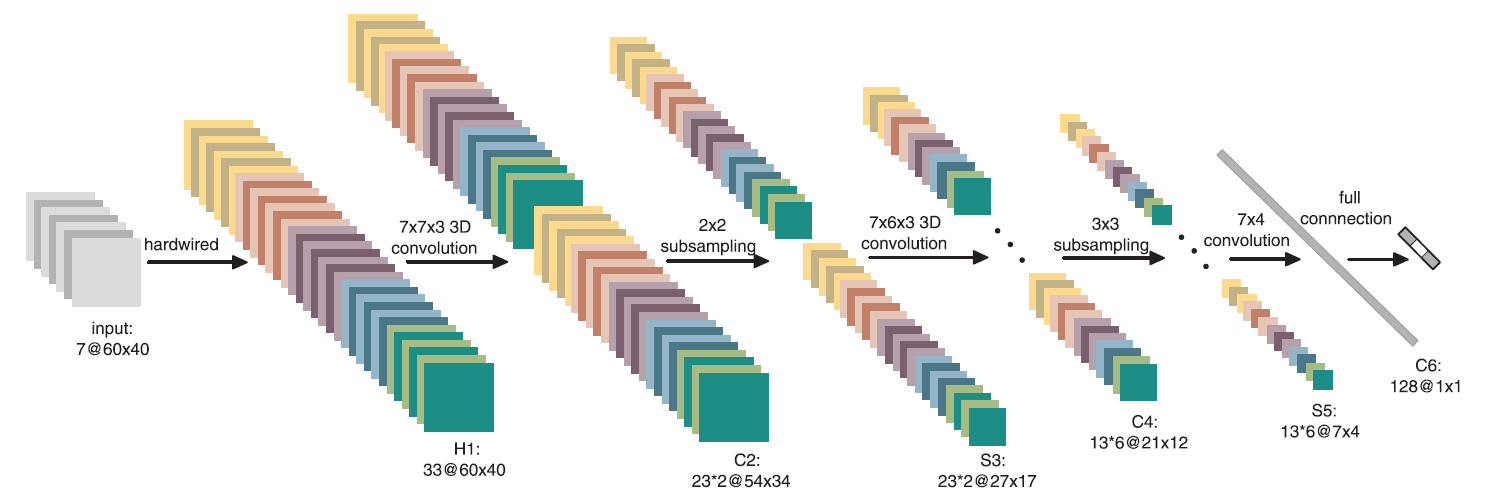 input:
7@60x40
hardwired
H1:
33@60x40
7x7x3 3D
convolution
C2:
23*2@54x34
2x2
subsampling
S3:
23*2@27x17
7x6x3 3D
convolution
C4:
13*6@21x12
3x3
subsampling
S5:
13*6@7x4
7x4
convolution
C6:
128@1x1
full
connnection